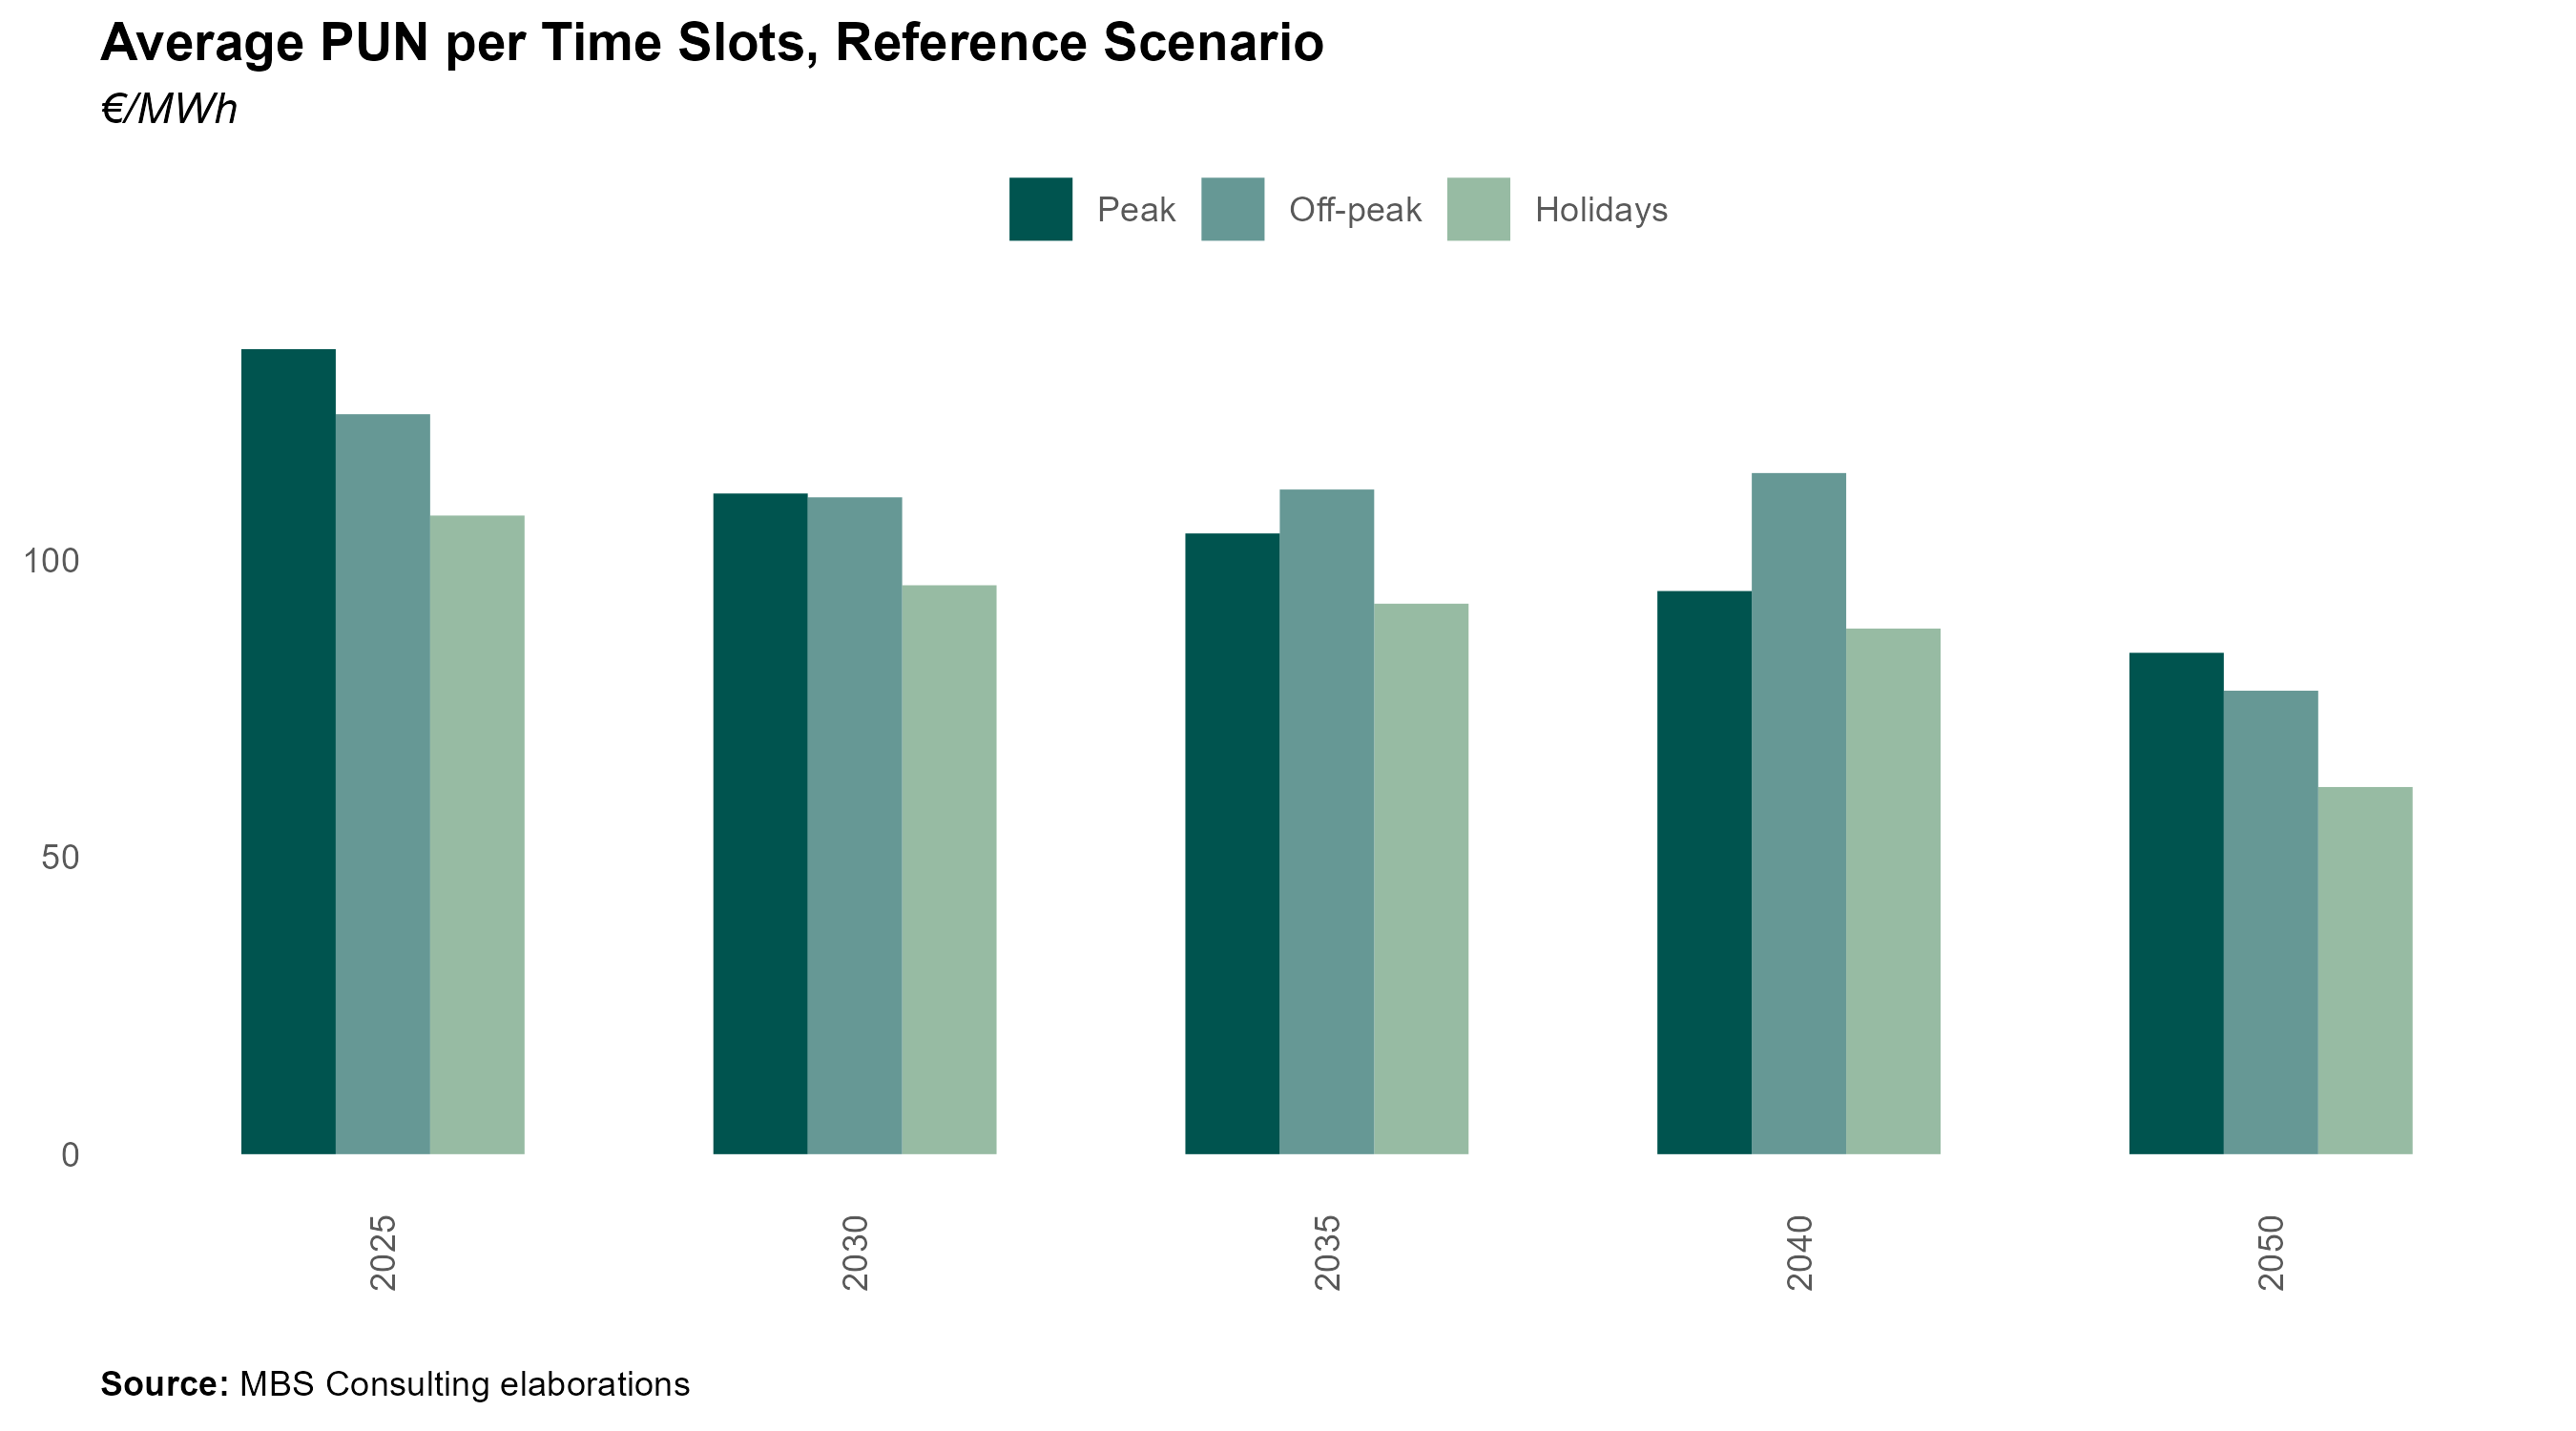 Average PUN per Time Slots, Reference Scenario
€/MWh
Peak Off-peak Holidays
100
50
0
2025 2030 2035 2040 2050
Source: MBS Consulting elaborations